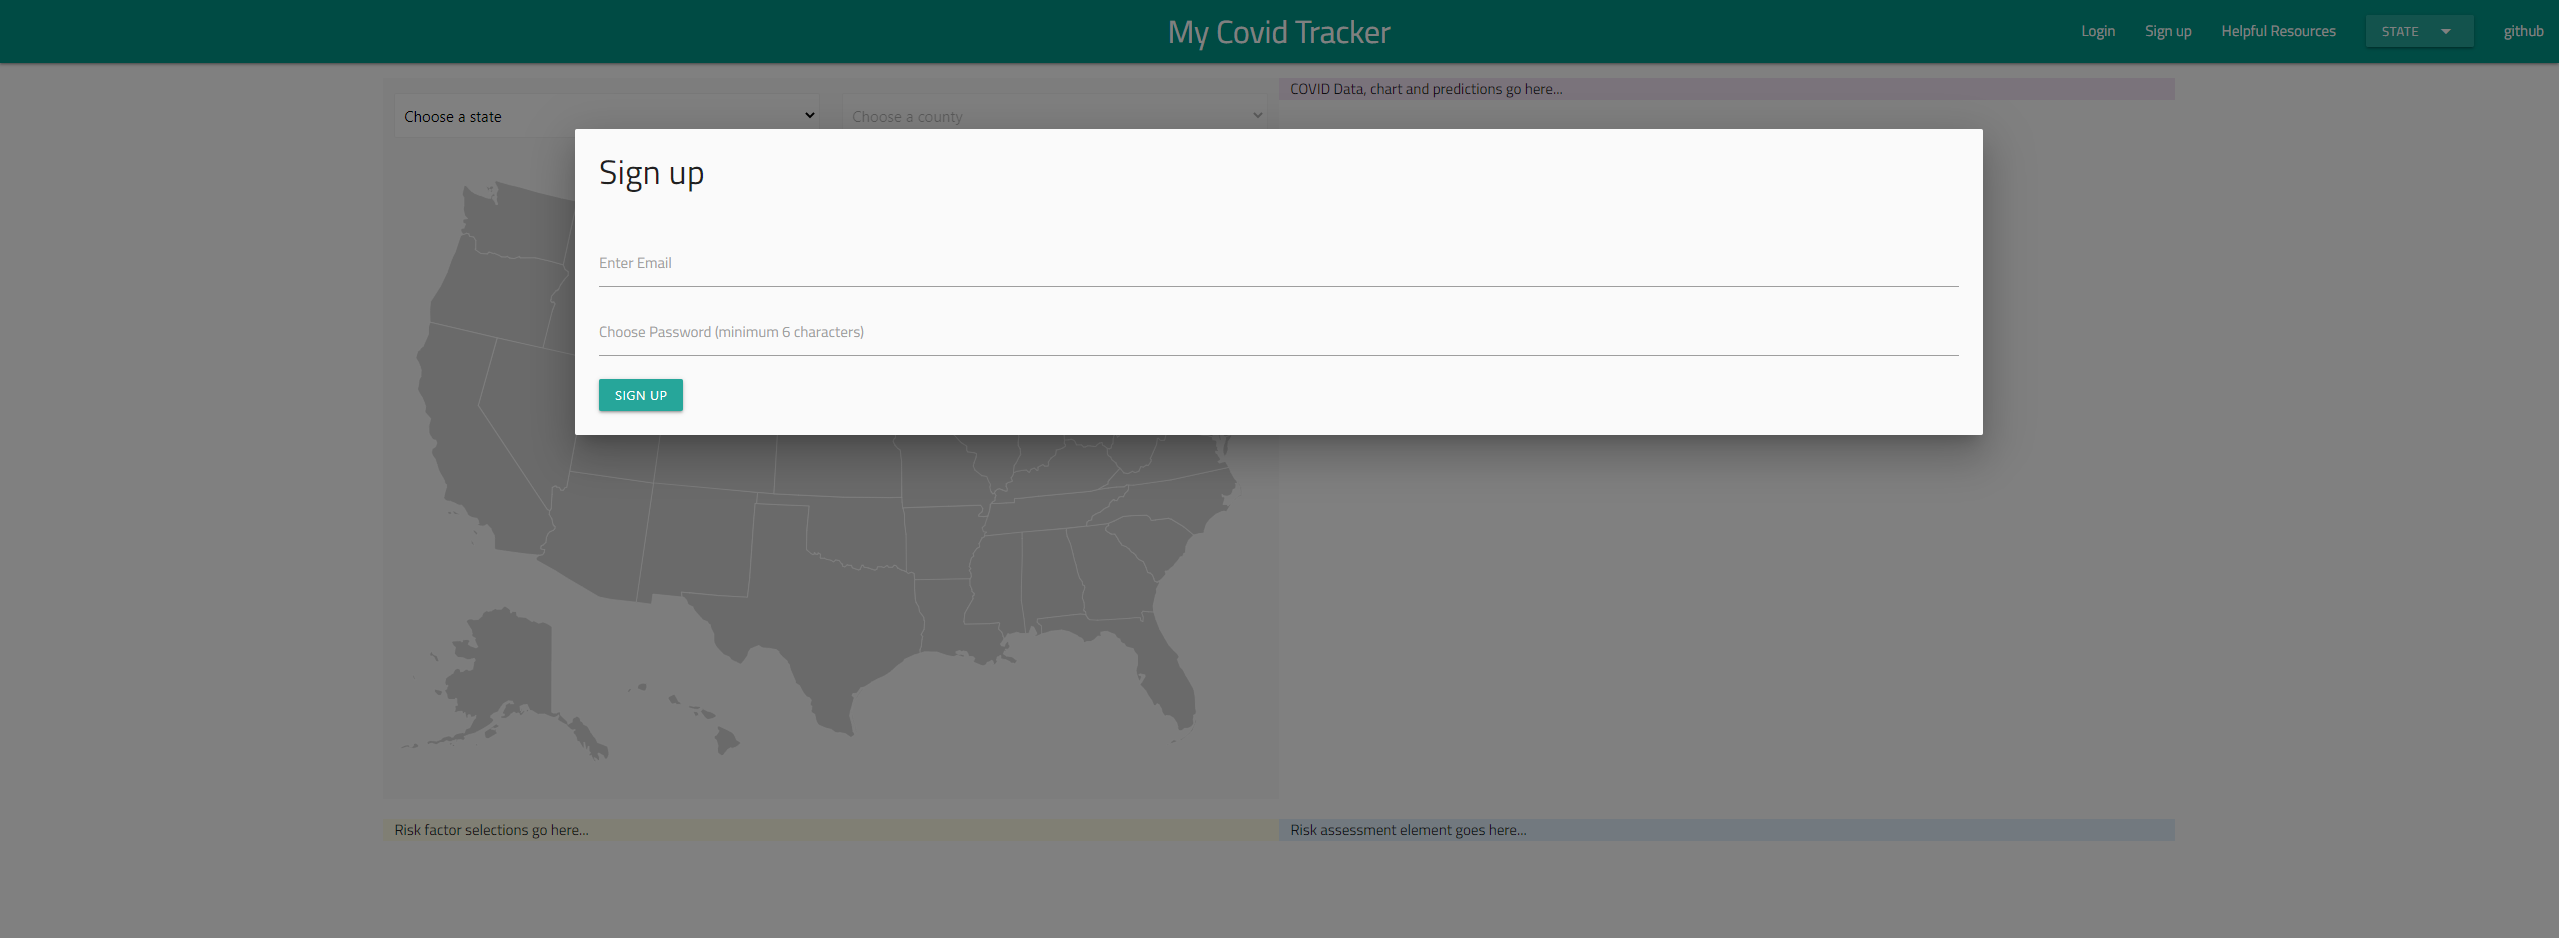 My Covid Tracker
Login
Sign up
Helpful Resources
STATE
github
Choose a state
Choose a county
COVID Data, chart and predictions go here...
Sign up
Enter Email
Choose Password (minimum 6 characters)
SIGN UP
Risk factor selections go here...
Risk assessment element goes here...